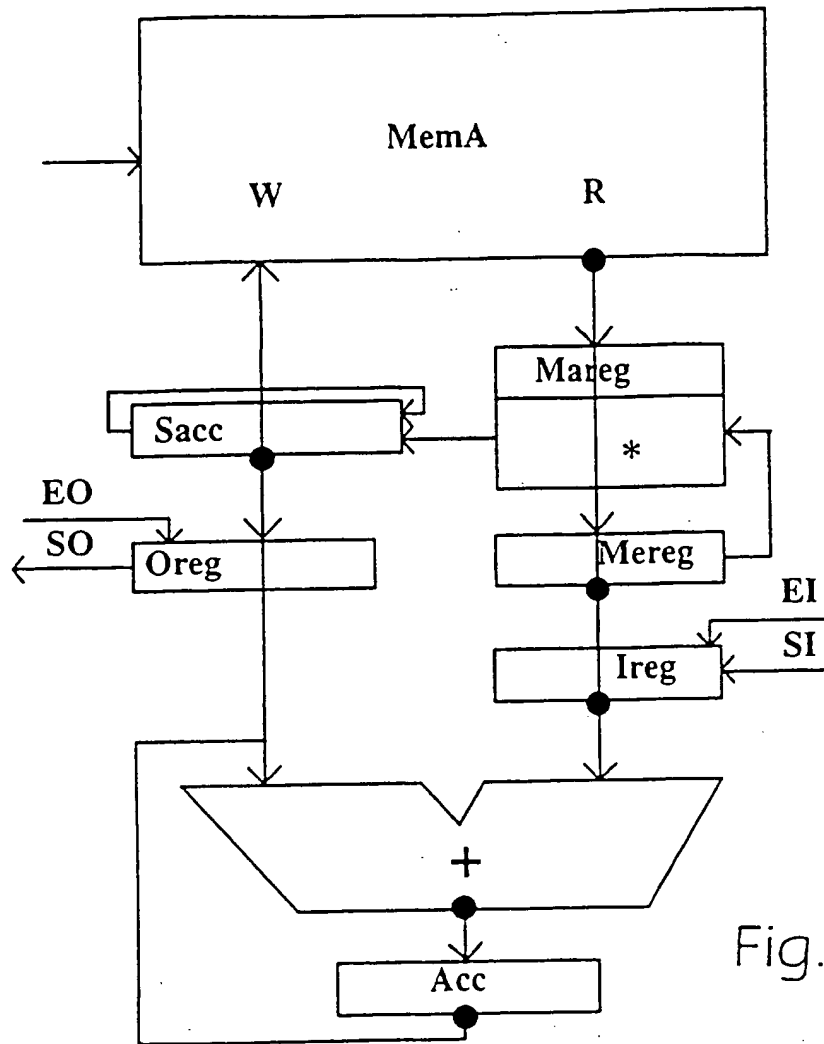 MemA
W R
Mareg
Sacc
*
EO
SO
Oreg
Mereg
EI
SI
Ireg
+
Acc
Fig.